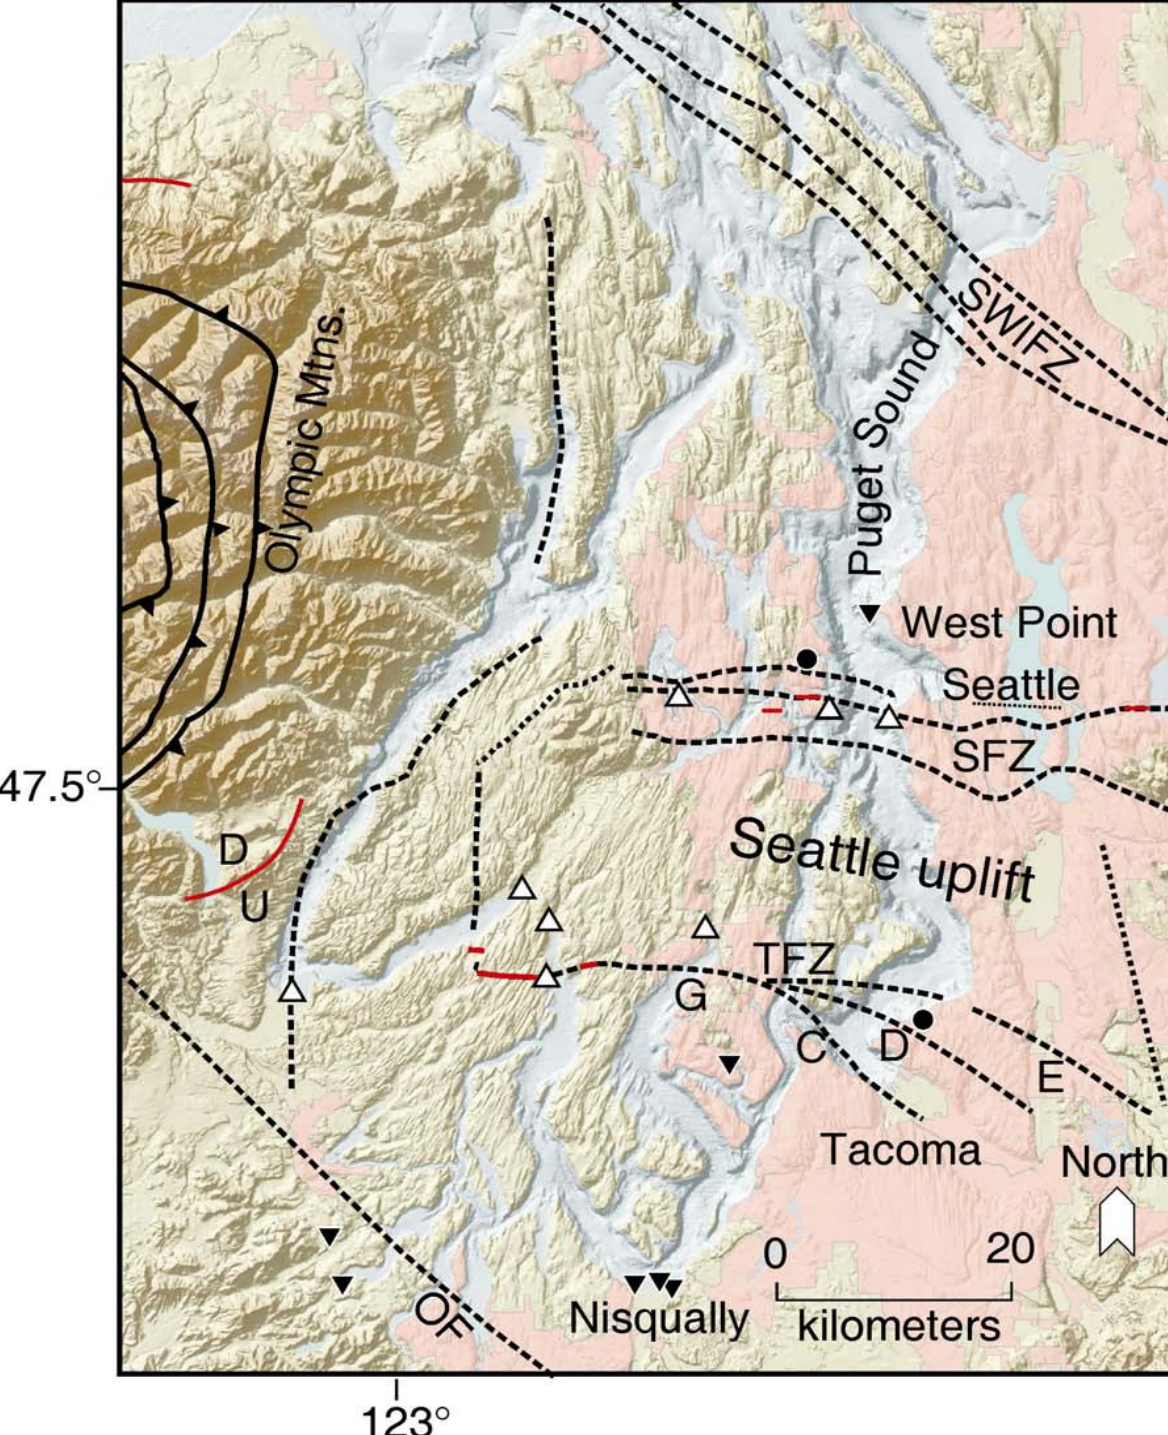 SWIFZ
Olympic Mtns.
Puget Sound
West Point
Seattle
SFZ
47.5°
D
U
Seattle uplift
TFZ
G
C
D
E
Tacoma
North
0 20
kilometers
Nisqually
OF
123°